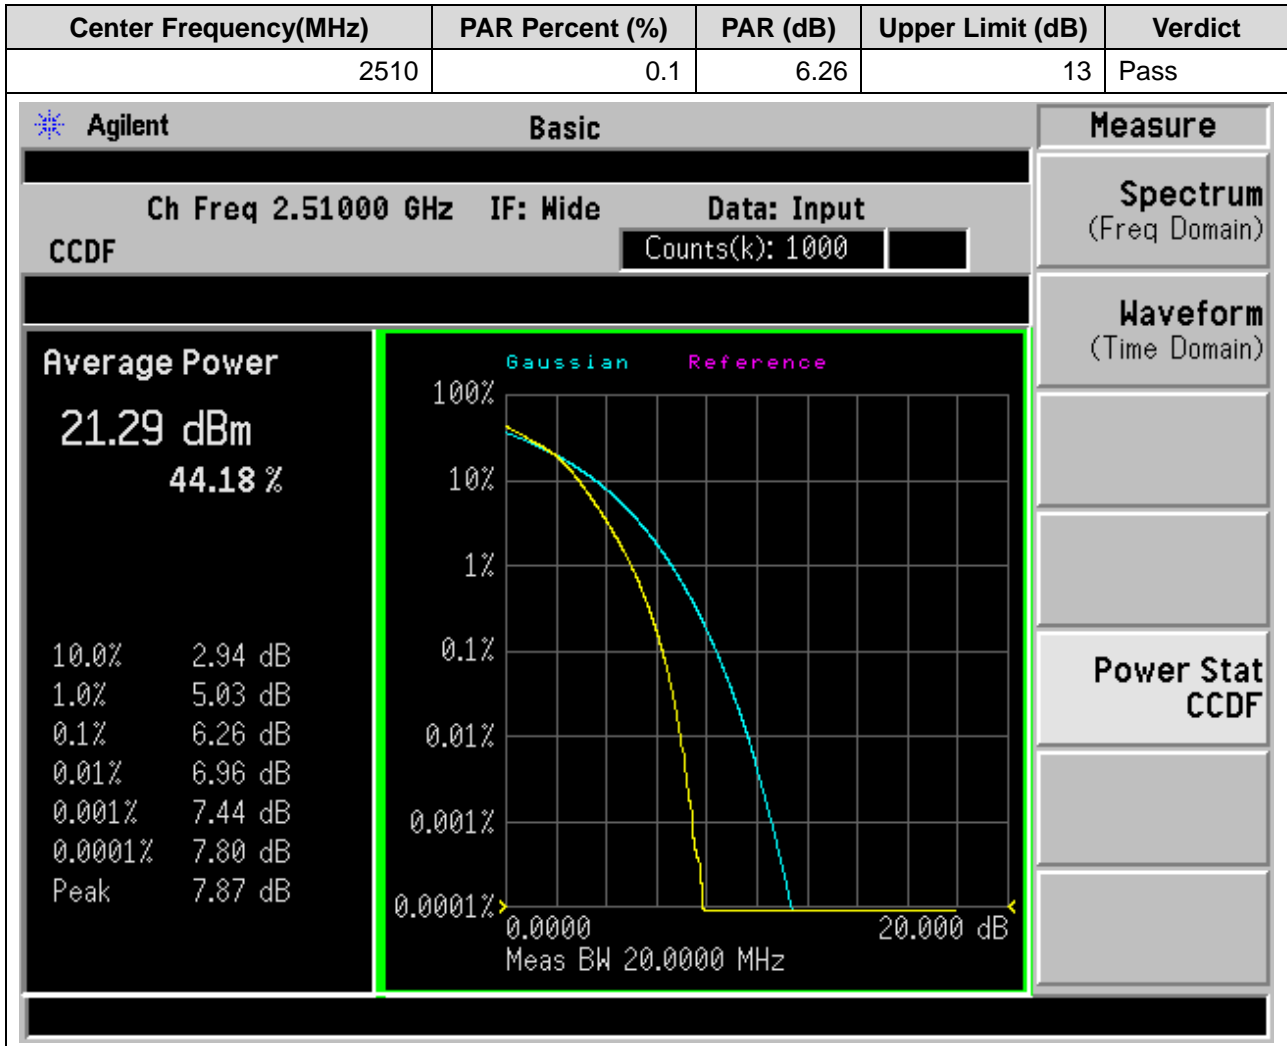 Center Frequency(MHz) PAR Percent (%) PAR (dB) Upper Limit (dB) Verdict
2510 0.1 6.26 13 Pass
Agilent Basic Measure
Ch Freq 2.51000 GHz IF: Wide Data: Input
CCDF Counts(k): 1000
Average Power
21.29 dBm
44.18 %
10.0% 2.94 dB
1.0% 5.03 dB
0.1% 6.26 dB
0.01% 6.96 dB
0.001% 7.44 dB
0.0001% 7.80 dB
Peak 7.87 dB
Gaussian Reference
100%
10%
1%
0.1%
0.01%
0.001%
0.0001%
0.0000 20.000 dB
Meas BW 20.0000 MHz
Spectrum
(Freq Domain)
Waveform
(Time Domain)
Power Stat
CCDF